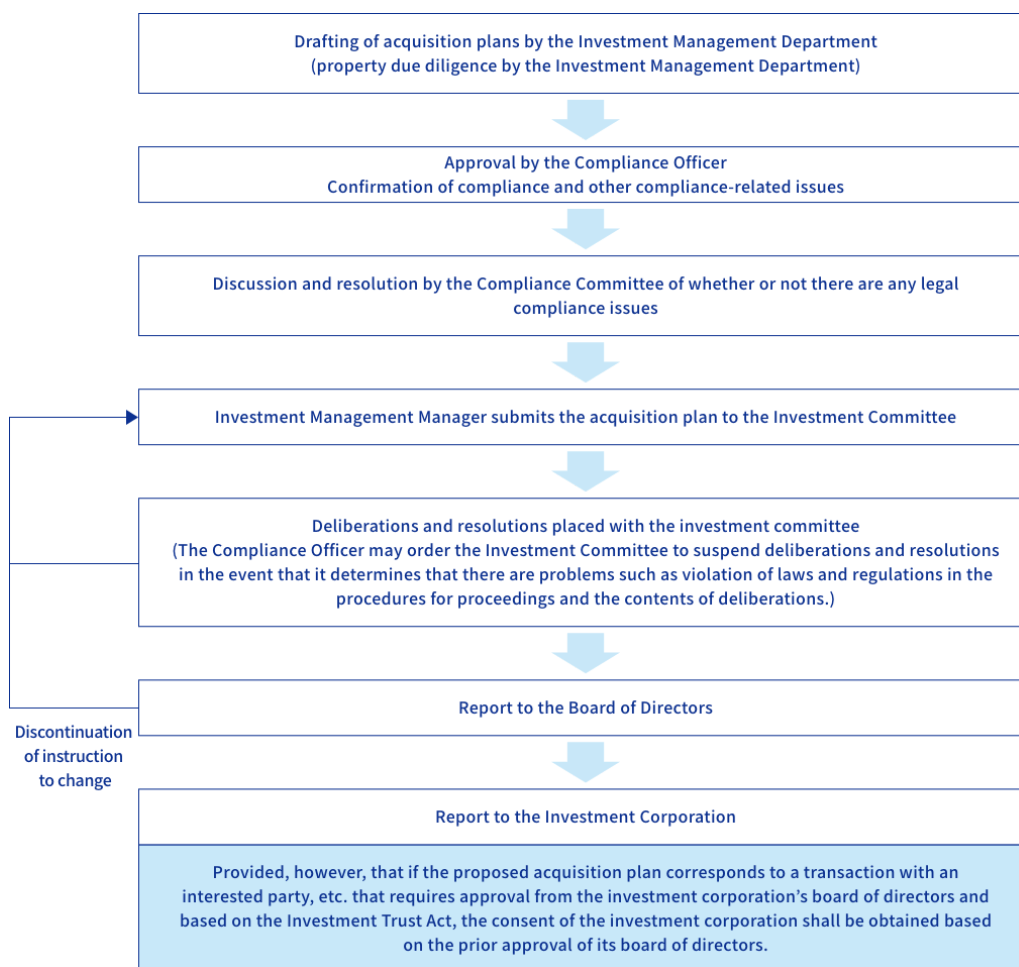 Drafting of acquisition plans by the Investment Management Department
(property due diligence by the Investment Management Department)
Approval by the Compliance Officer
Confirmation of compliance and other compliance-related issues
Discussion and resolution by the Compliance Committee of whether or not there are any legal
compliance issues
Investment Management Manager submits the acquisition plan to the Investment Committee
Deliberations and resolutions placed with the investment committee
(The Compliance Officer may order the Investment Committee to suspend deliberations and resolutions
in the event that it determines that there are problems such as violation of laws and regulations in the
procedures for proceedings and the contents of deliberations.)
Report to the Board of Directors
Discontinuation
of instruction
to change
Report to the Investment Corporation
Provided, however, that if the proposed acquisition plan corresponds to a transaction with an
interested party, etc. that requires approval from the investment corporation's board of directors and
based on the Investment Trust Act, the consent of the investment corporation shall be obtained based
on the prior approval of its board of directors.